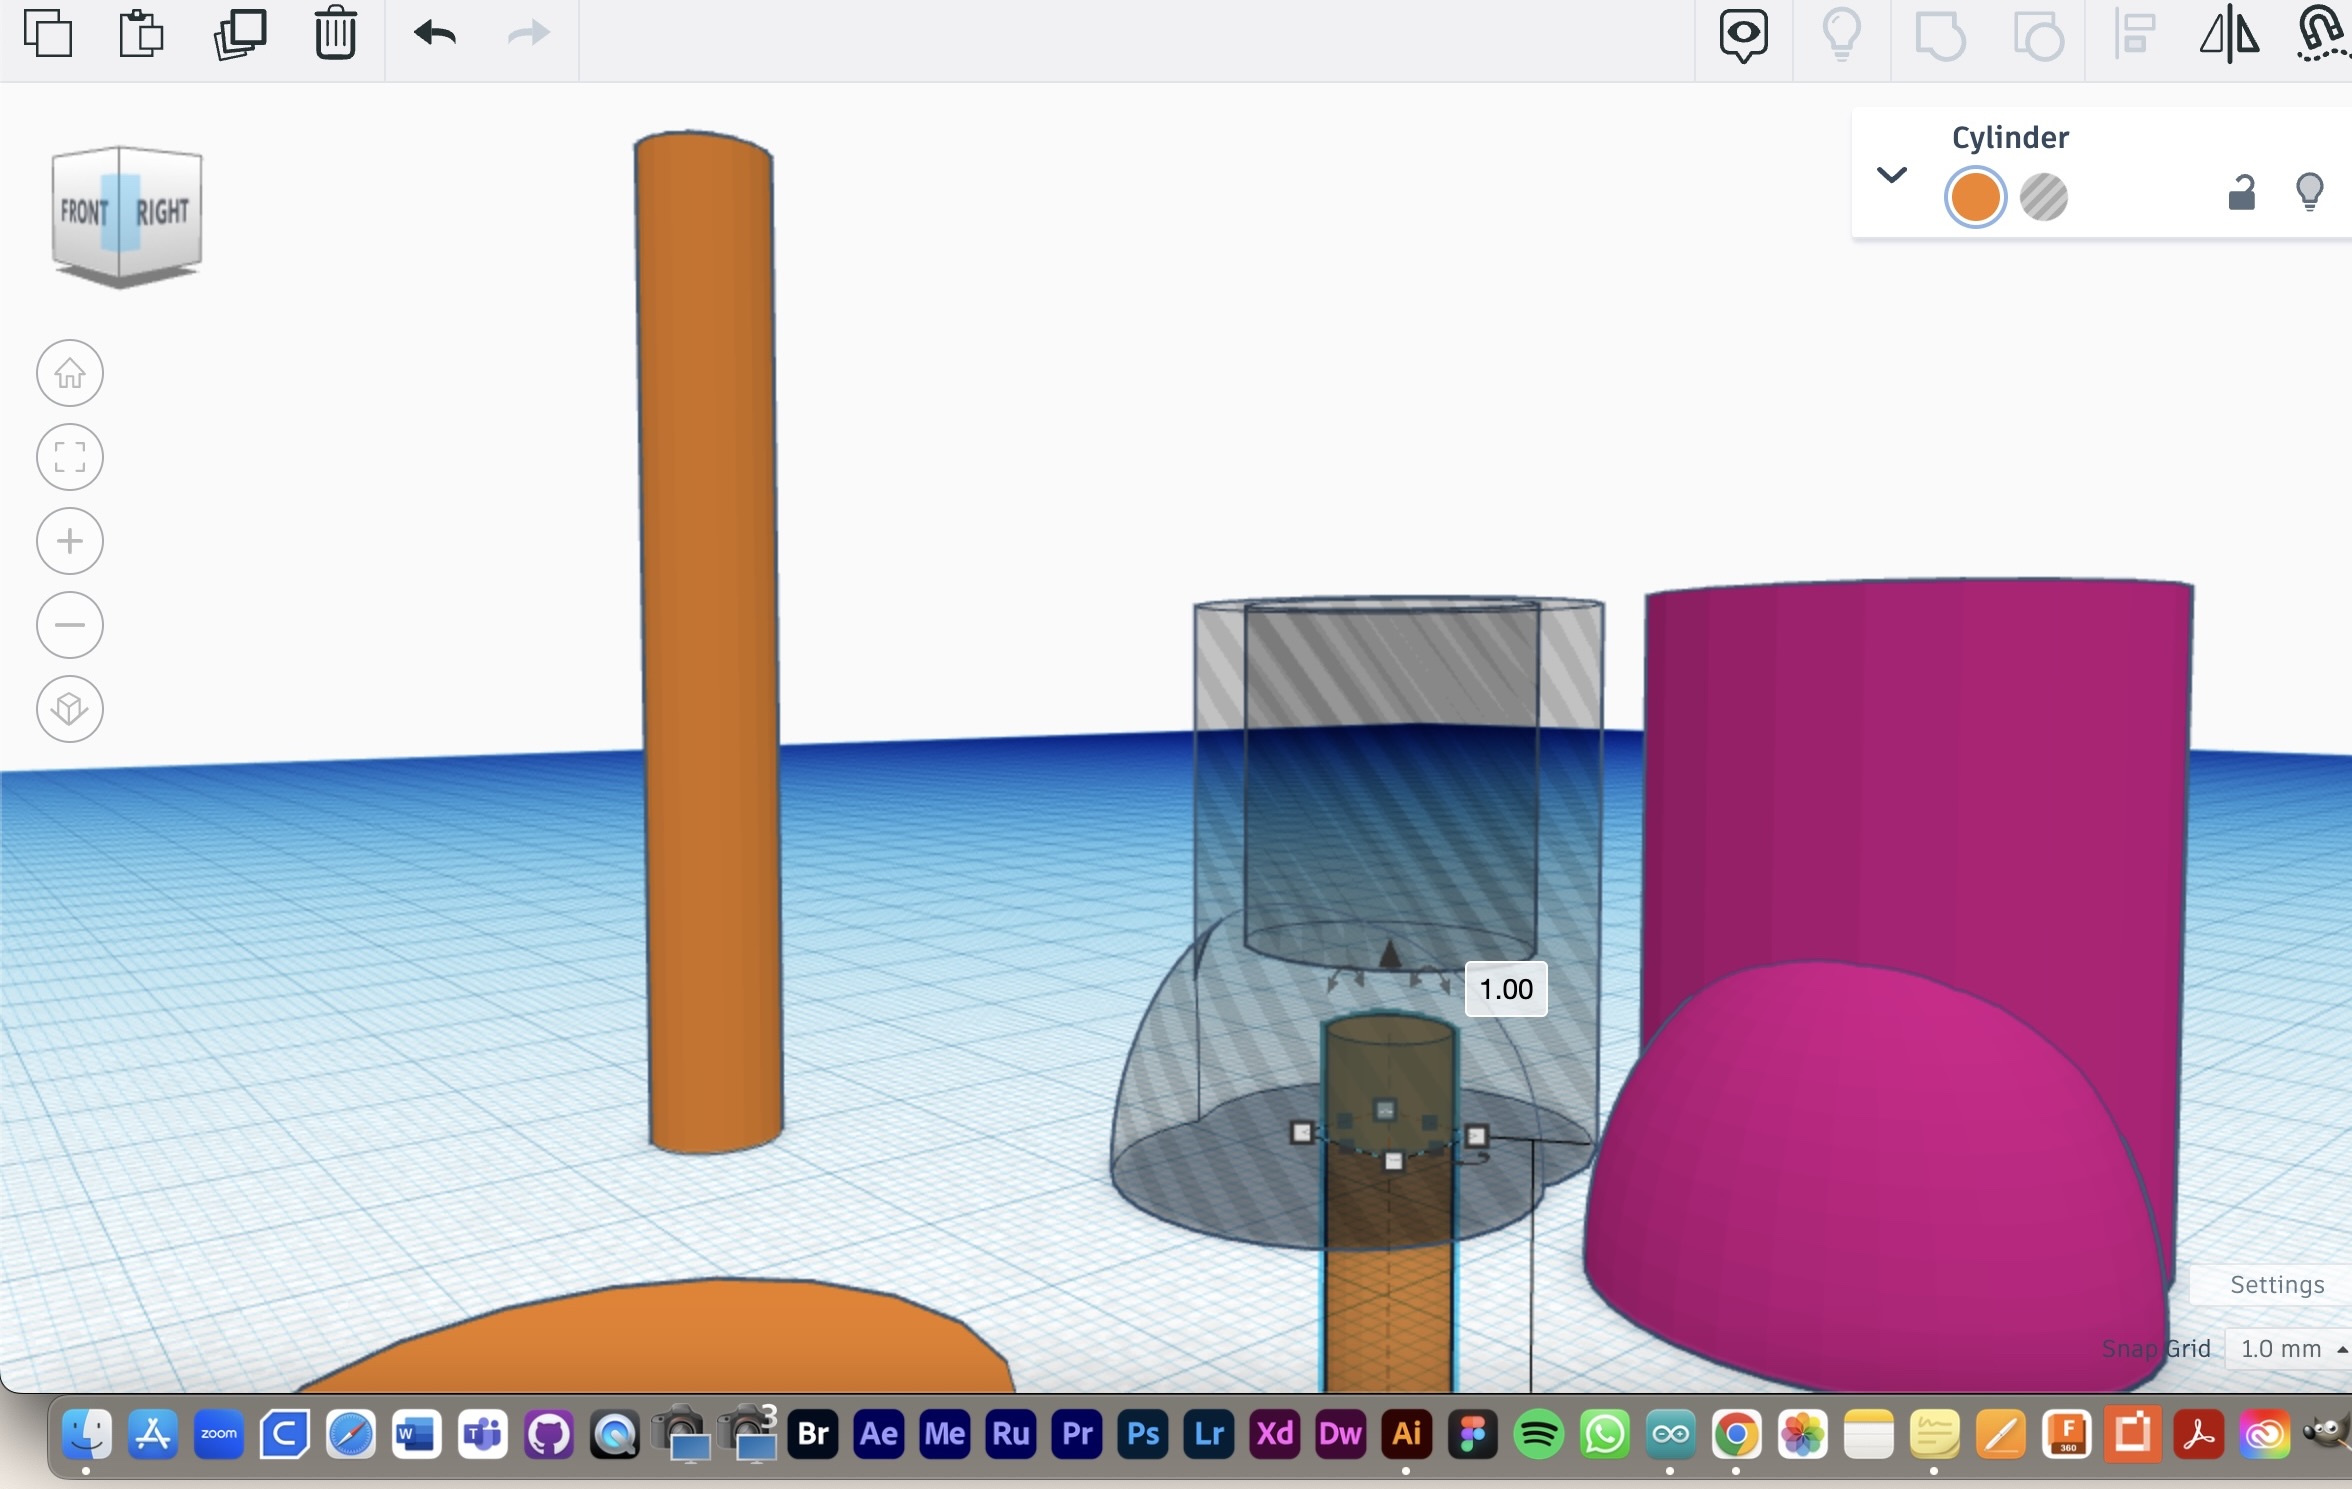 Cylinder
FRONT RIGHT
1.00
Settings
Snap Grid 1.0 mm
3
zoom
W
T
Br
Ae
Me
Ru
Pr
Ps
Lr
Xd
Dw
Ai
F
360